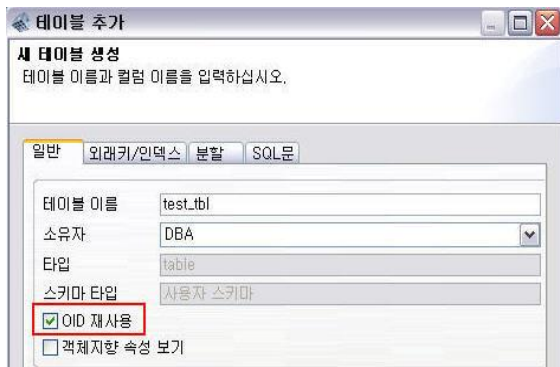 테이블 추가
새 테이블 생성
테이블 이름과 컬럼 이름을 입력하십시오.
일반 외래키/인덱스 분할 SQL문
테이블 이름 test_tbl
소유자 DBA
타입 table
스키마 타입 사용자 스키마
OID 재사용
객체지향 속성 보기